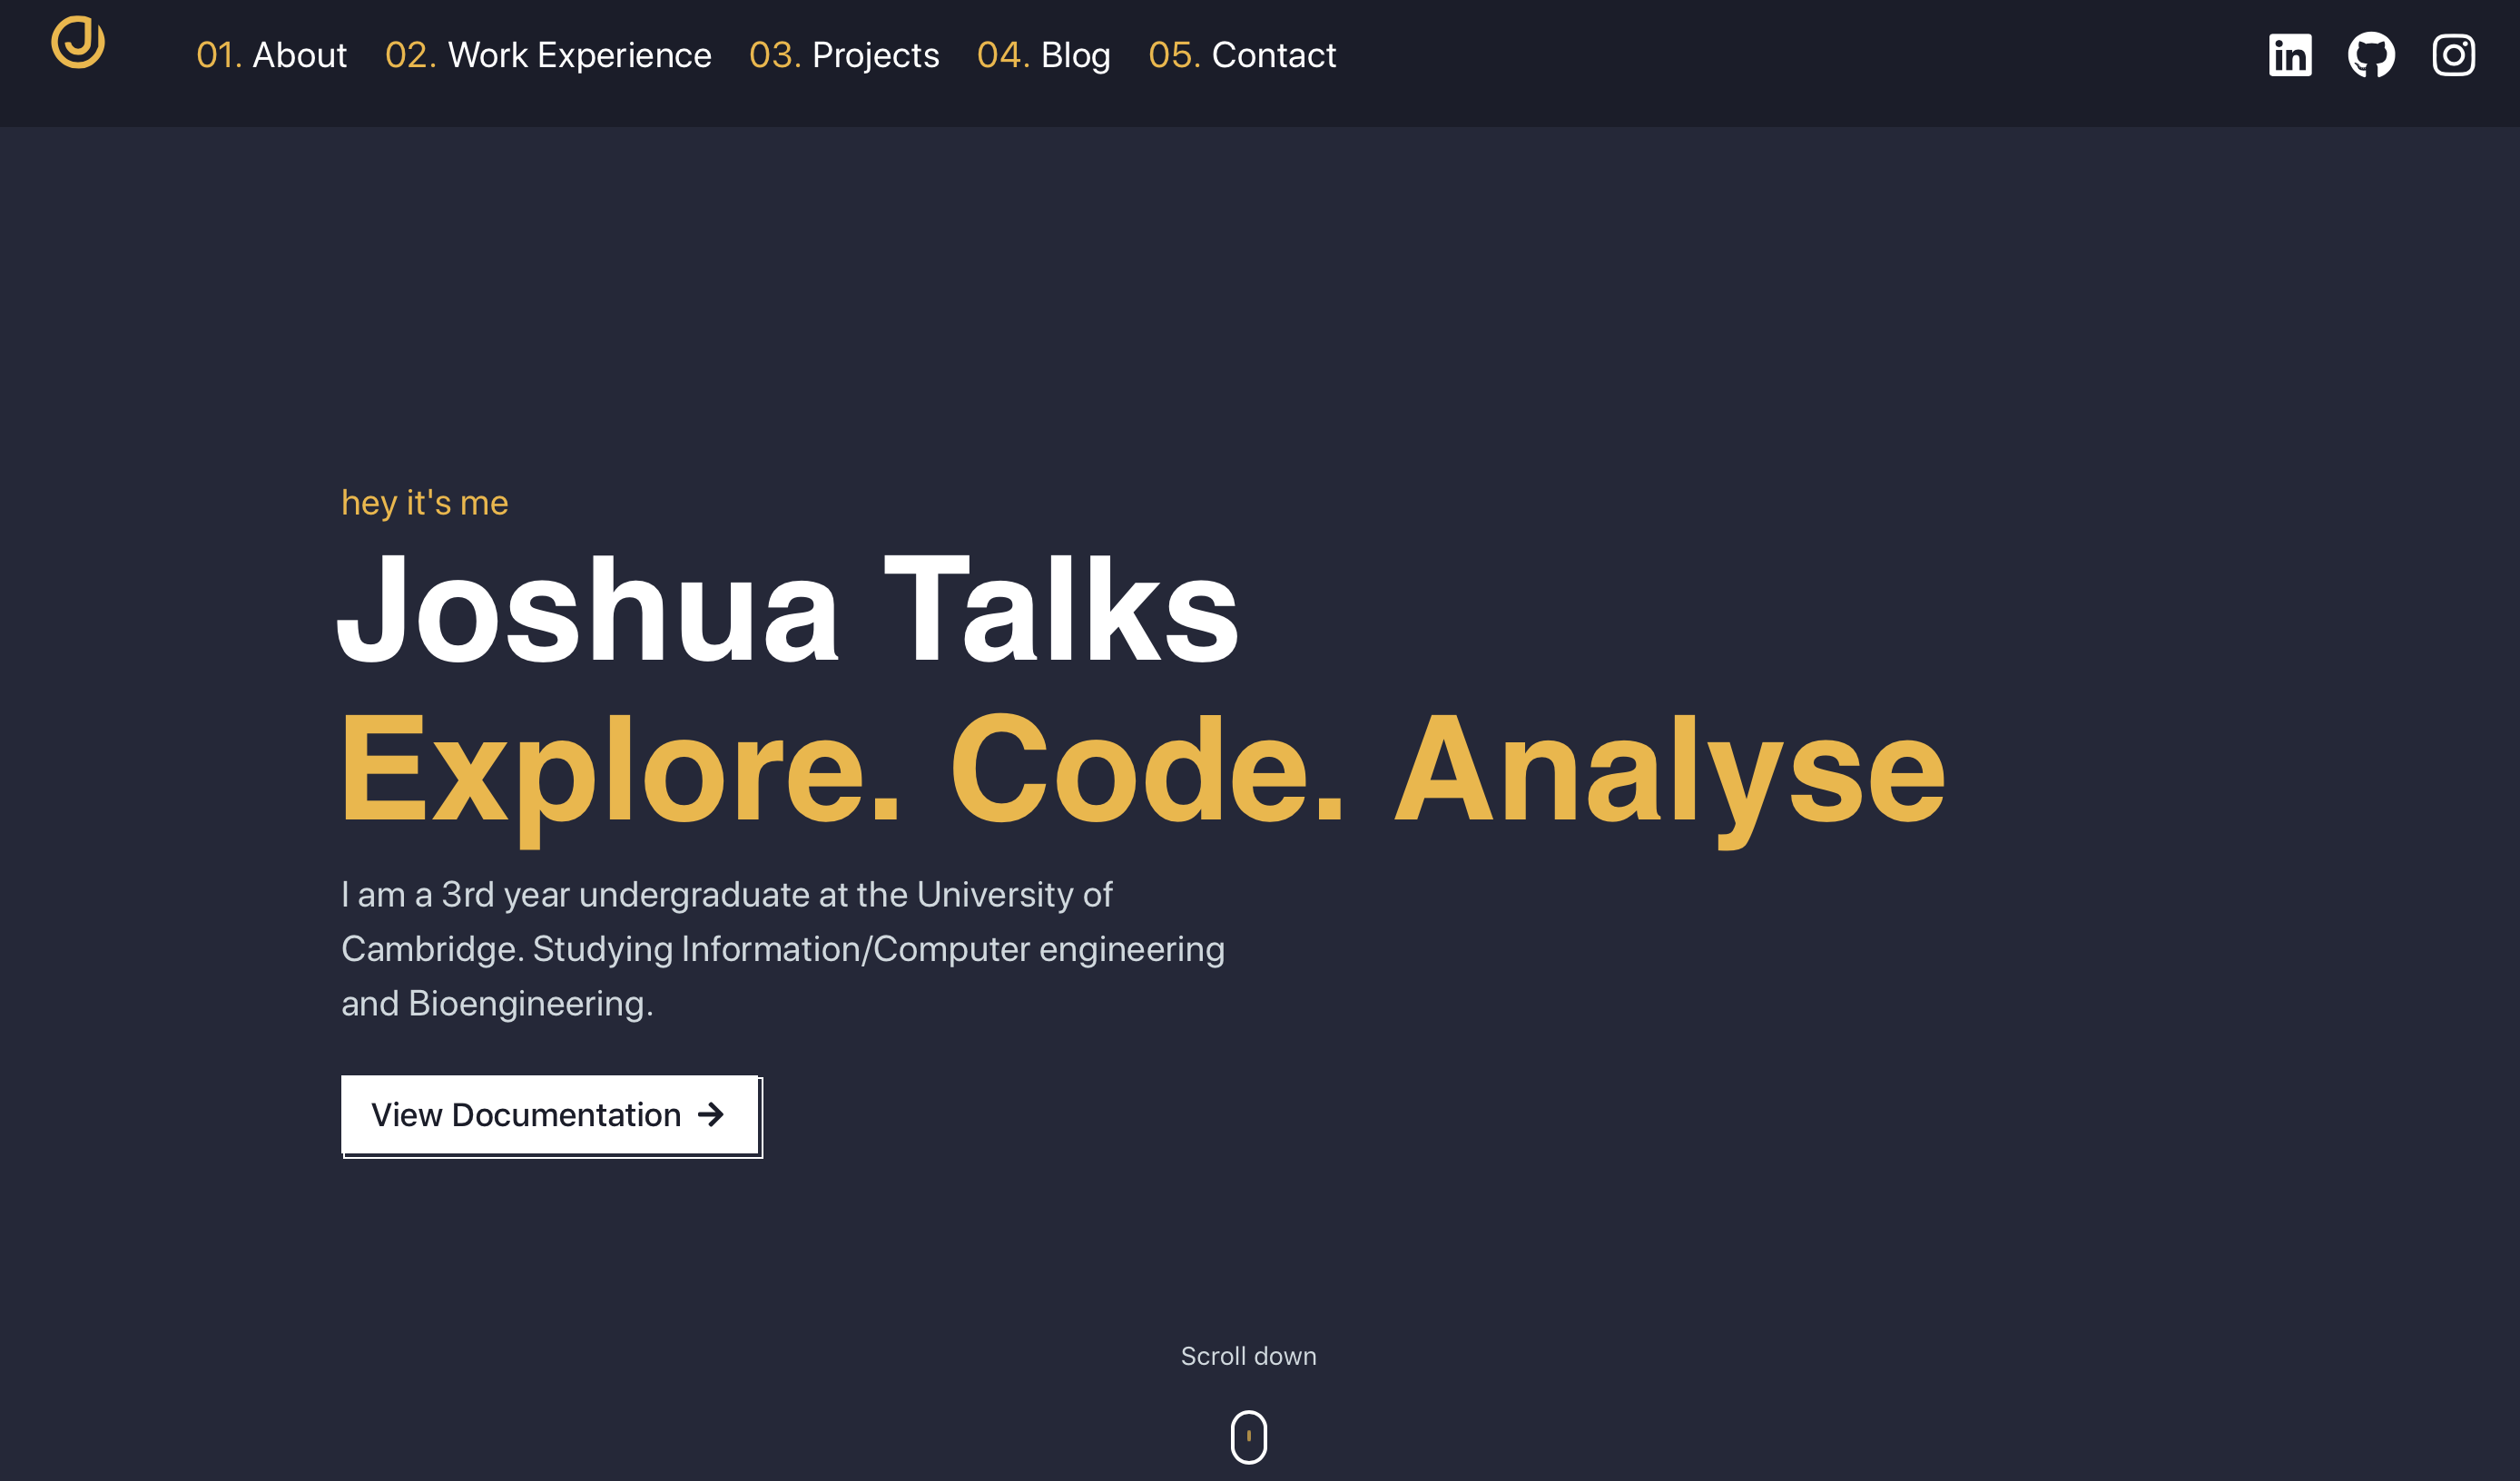 01. About 02. Work Experience 03. Projects 04. Blog 05. Contact
hey it's me
Joshua Talks
Explore. Code. Analyse
I am a 3rd year undergraduate at the University of
Cambridge. Studying Information/Computer engineering
and Bioengineering.
View Documentation
Scroll down